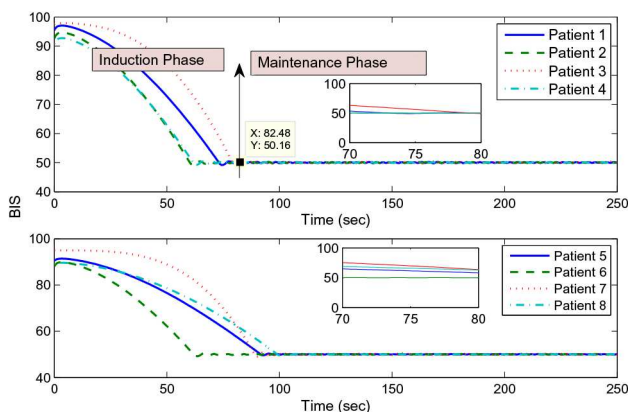 100
90
80
70
60
50
40
Induction Phase
Maintenance Phase
X: 82.48
Y: 50.16
100
50
0
70
75
80
Patient 1
Patient 2
Patient 3
Patient 4
0
50
100
150
200
250
Time (sec)
BIS
100
80
60
40
100
50
0
70
75
80
Patient 5
Patient 6
Patient 7
Patient 8
0
50
100
150
200
250
Time (sec)